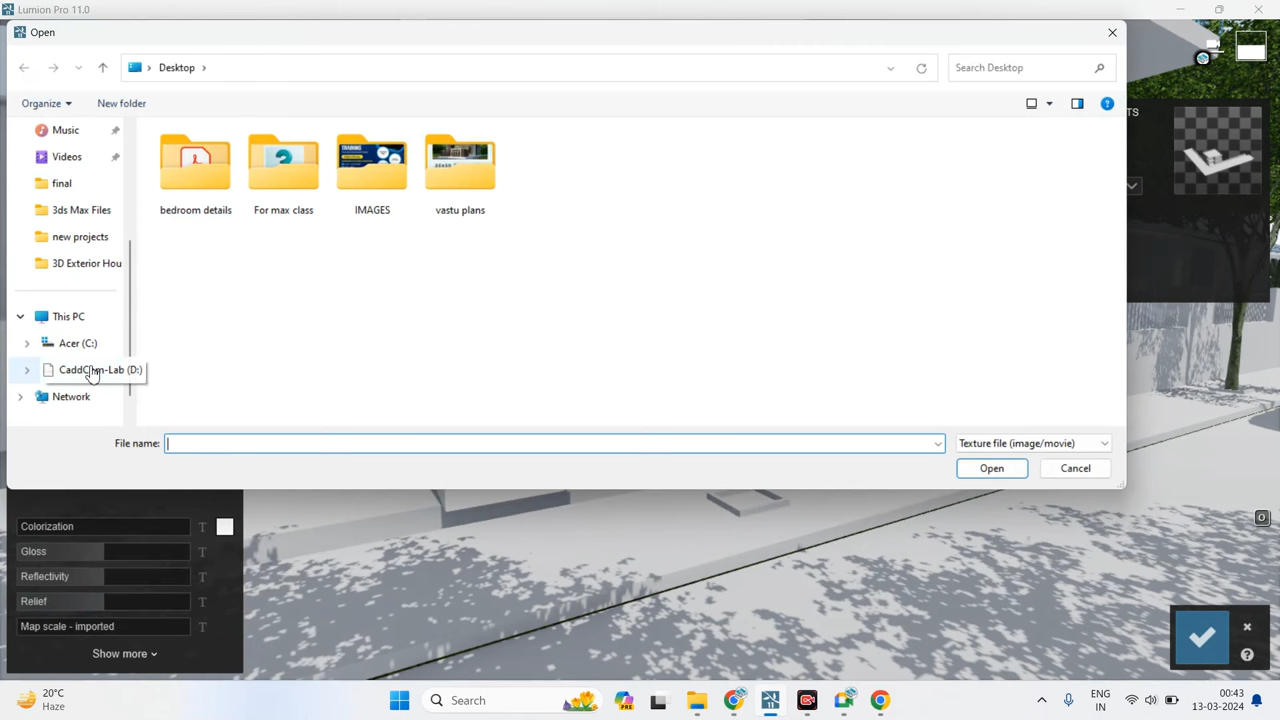 Lumion Pro 11.0
Open
Desktop
Search Desktop
Organize
New folder
TS
Music
Videos
final
3ds Max Files
new projects
3D Exterior Hou
This PC
Acer (C:)
Network
bedroom details
For max class
IMAGES
vastu plans
File name:
Texture file (image/movie)
Open
Cancel
Colorization
T
Gloss
T
Reflectivity
T
Relief
T
Map scale - imported
T
Show more
O
20°C
Haze
Search
PRE
ENG
IN
00:43
13-03-2024